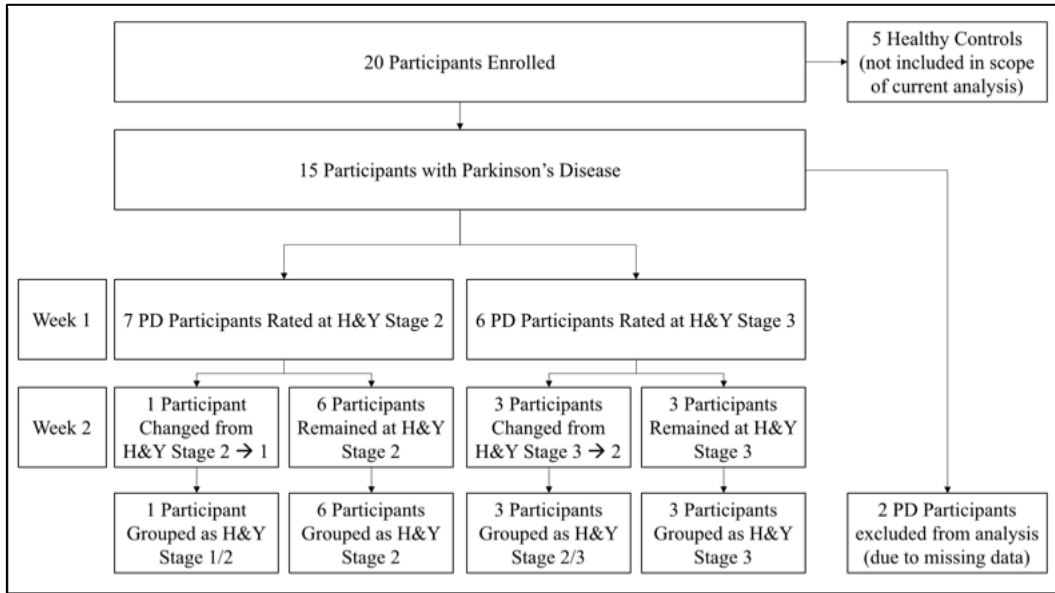 20 Participants Enrolled
5 Healthy Controls
(not included in scope
of current analysis)
15 Participants with Parkinson's Disease
Week 1
7 PD Participants Rated at H&Y Stage 2
6 PD Participants Rated at H&Y Stage 3
Week 2
1 Participant
Changed from
H&Y Stage 2 → 1
6 Participants
Remained at H&Y
Stage 2
3 Participants
Changed from
H&Y Stage 3 → 2
3 Participants
Remained at H&Y
Stage 3
1 Participant
Grouped as H&Y
Stage 1/2
6 Participants
Grouped as H&Y
Stage 2
3 Participants
Grouped as H&Y
Stage 2/3
3 Participants
Grouped as H&Y
Stage 3
2 PD Participants
excluded from analysis
(due to missing data)